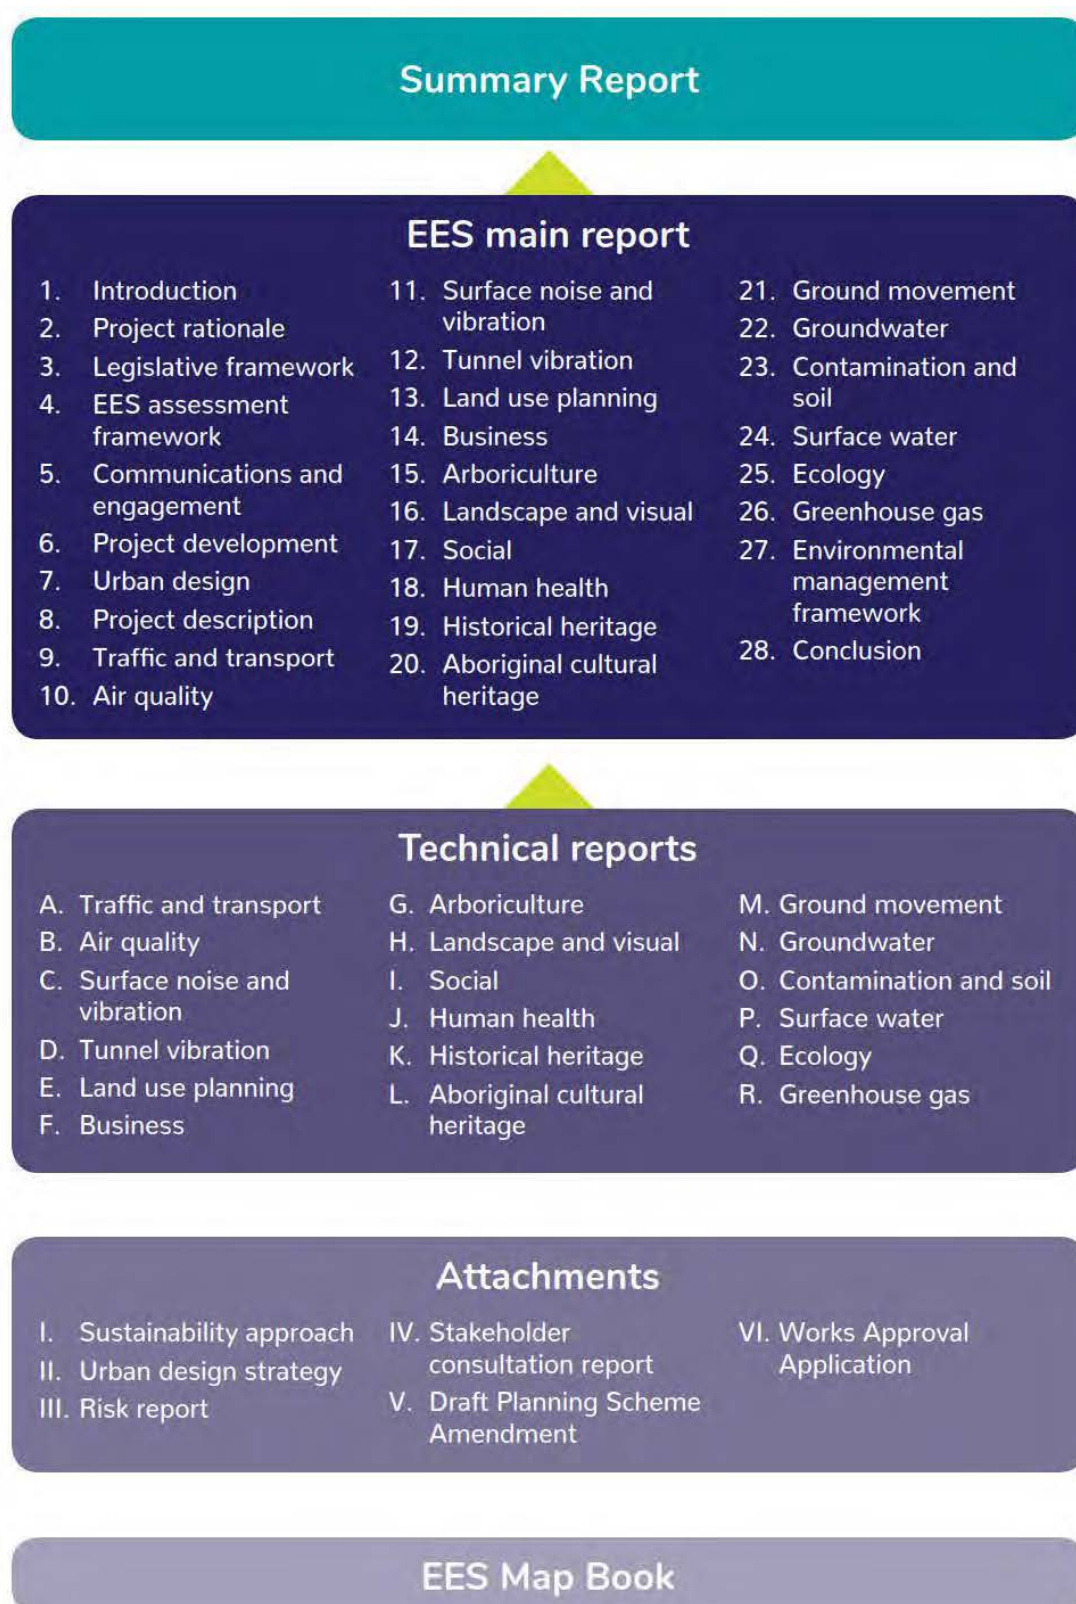 Summary Report
EES main report
1. Introduction
2. Project rationale
3. Legislative framework
4. EES assessment
framework
5. Communications and
engagement
6. Project development
7. Urban design
8. Project description
9. Traffic and transport
10. Air quality
11. Surface noise and
vibration
12. Tunnel vibration
13. Land use planning
14. Business
15. Arboriculture
16. Landscape and visual
17. Social
18. Human health
19. Historical heritage
20. Aboriginal cultural
heritage
21. Ground movement
22. Groundwater
23. Contamination and
soil
24. Surface water
25. Ecology
26. Greenhouse gas
27. Environmental
management
framework
28. Conclusion
Technical reports
A. Traffic and transport
B. Air quality
C. Surface noise and
vibration
D. Tunnel vibration
E. Land use planning
F. Business
G. Arboriculture
H. Landscape and visual
I. Social
J. Human health
K. Historical heritage
L. Aboriginal cultural
heritage
M. Ground movement
N. Groundwater
O. Contamination and soil
P. Surface water
Q. Ecology
R. Greenhouse gas
Attachments
I. Sustainability approach
II. Urban design strategy
III. Risk report
IV. Stakeholder
consultation report
V. Draft Planning Scheme
Amendment
VI. Works Approval
Application
EES Map Book